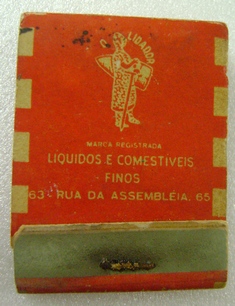 LIDADOR
MARCA REGISTRADA
LIQUIDOS E COMESTIVEIS
FINOS
63 RUA DA ASSEMBLÉIA, 65